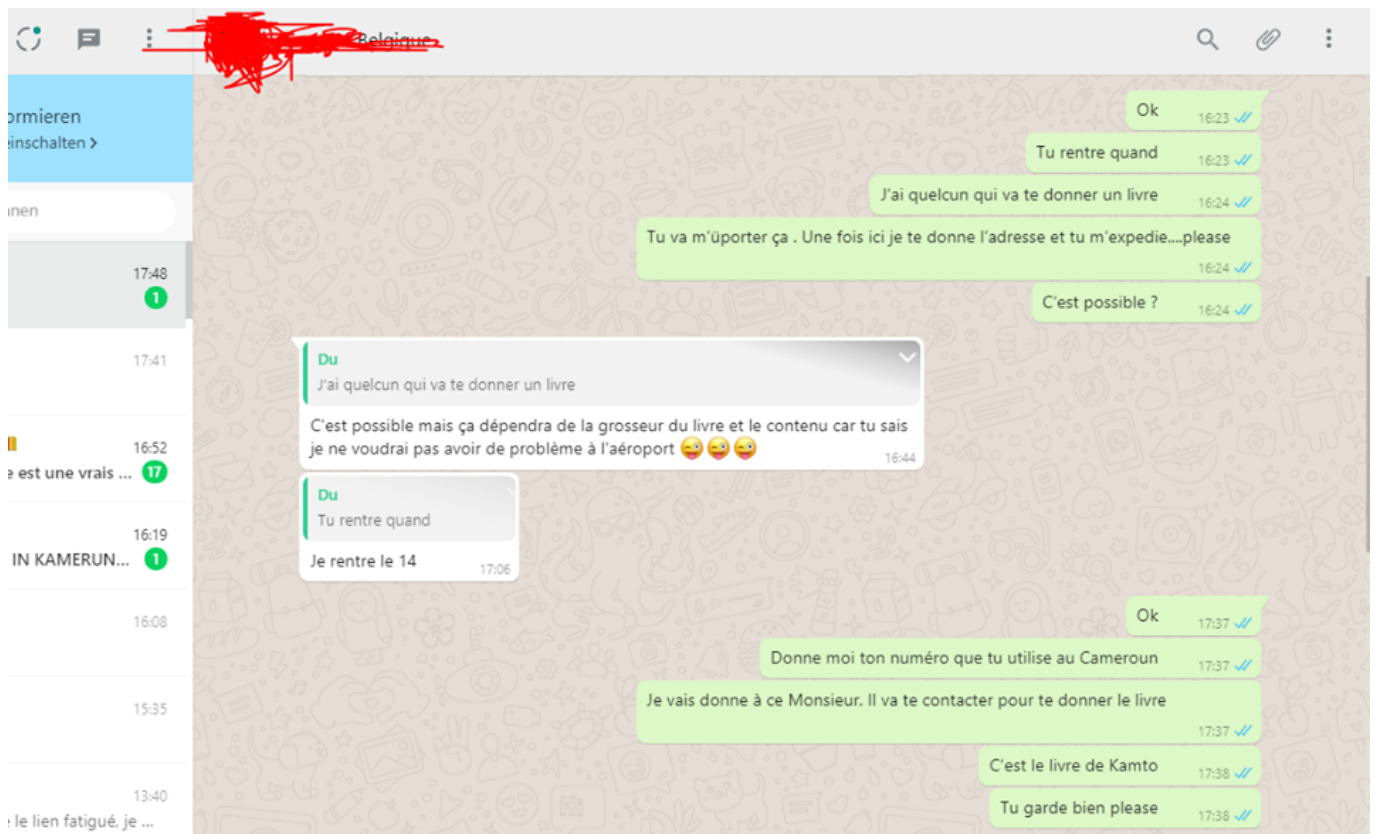 Belgique
ormieren
einschalten >
nnen
17:48
1
17:41
16:52
e est une vrais ... 17
16:19
IN KAMERUN... 1
16:08
15:35
13:40
le lien fatigué, je ...
Ok 16:23
Tu rentre quand 16:23
J'ai quelcun qui va te donner un livre 16:24
Tu va m'üporter ça . Une fois ici je te donne l'adresse et tu m'expedie....please
16:24
C'est possible ? 16:24
Du
J'ai quelcun qui va te donner un livre
C'est possible mais ça dépendra de la grosseur du livre et le contenu car tu sais
je ne voudrai pas avoir de problème à l'aéroport 😜😜😜 16:44
Du
Tu rentre quand
Je rentre le 14 17:06
Ok 17:37
Donne moi ton numéro que tu utilise au Cameroun 17:37
Je vais donne à ce Monsieur. Il va te contacter pour te donner le livre
17:37
C'est le livre de Kamto 17:38
Tu garde bien please 17:38